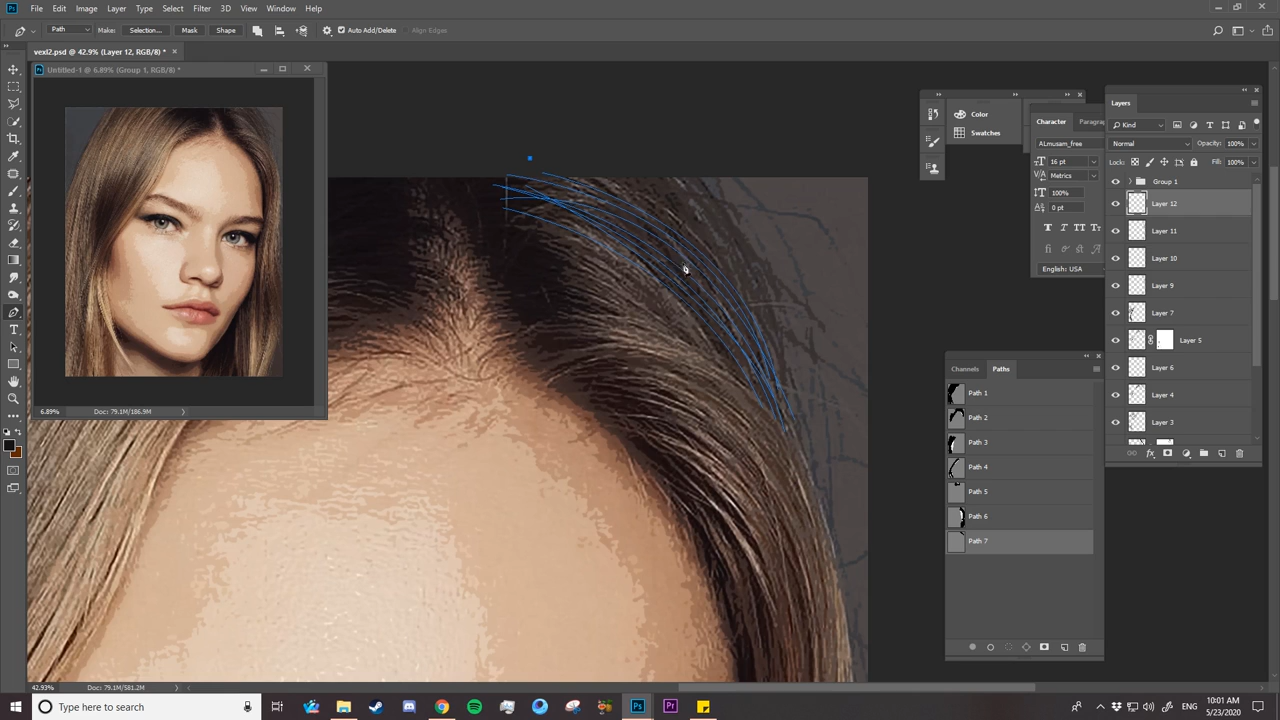 Ps File Edit Image Layer Type Select Filter 3D View Window Help
Path Makes: Selection... Mask Shape Auto Add/Delete Align Edges
vexl2.psd @ 42.9% (Layer 12, RGB/8) *
Untitled-1 @ 6.89% (Group 1, RGB/8) *
6.89% Doc: 79.1M/186.9M
Color
Swatches
Character Paragra
ALmusam_free
16 pt
Metrics
100%
0 pt
English: USA
Layers
Kind
Normal Opacity: 100%
Lock: Fill: 100%
Group 1
Layer 12
Layer 11
Layer 10
Layer 9
Layer 7
Layer 5
Layer 6
Layer 4
Layer 3
Channels Paths
Path 1
Path 2
Path 3
Path 4
Path 5
Path 6
Path 7
42.93% Doc: 79.1M/581.2M
Type here to search
Ps
Pr
10:01 AM
5/23/2020